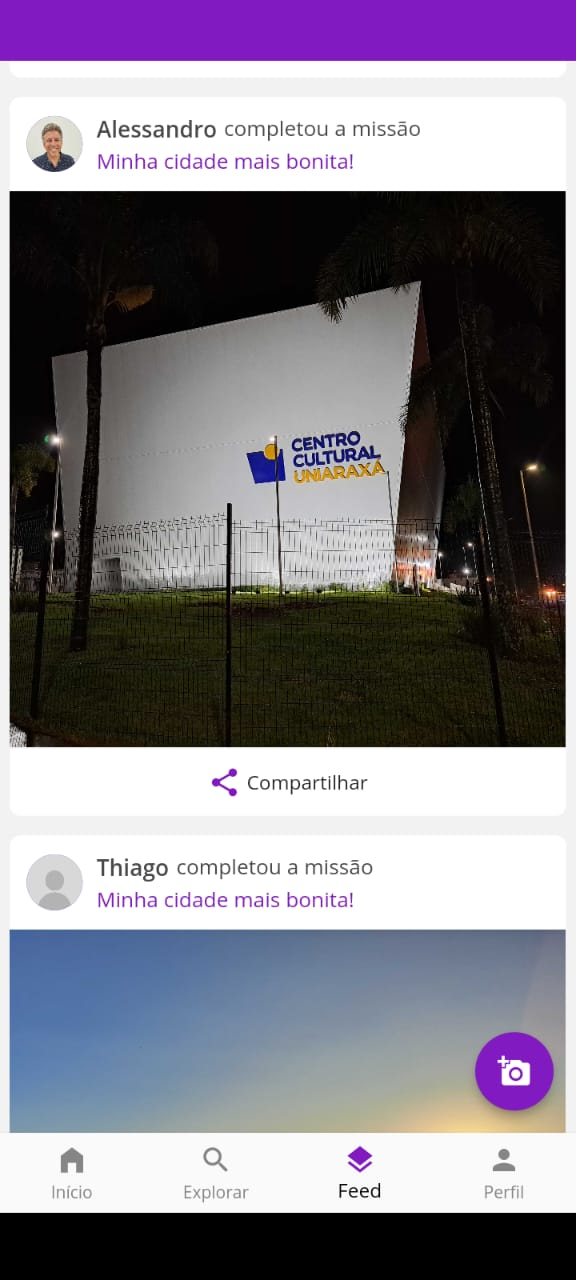 Alessandro completou a missão
Minha cidade mais bonita!
CENTRO
CULTURAL
UNIARAXÁ
Compartilhar
Thiago completou a missão
Minha cidade mais bonita!
Início
Explorar
Feed
Perfil